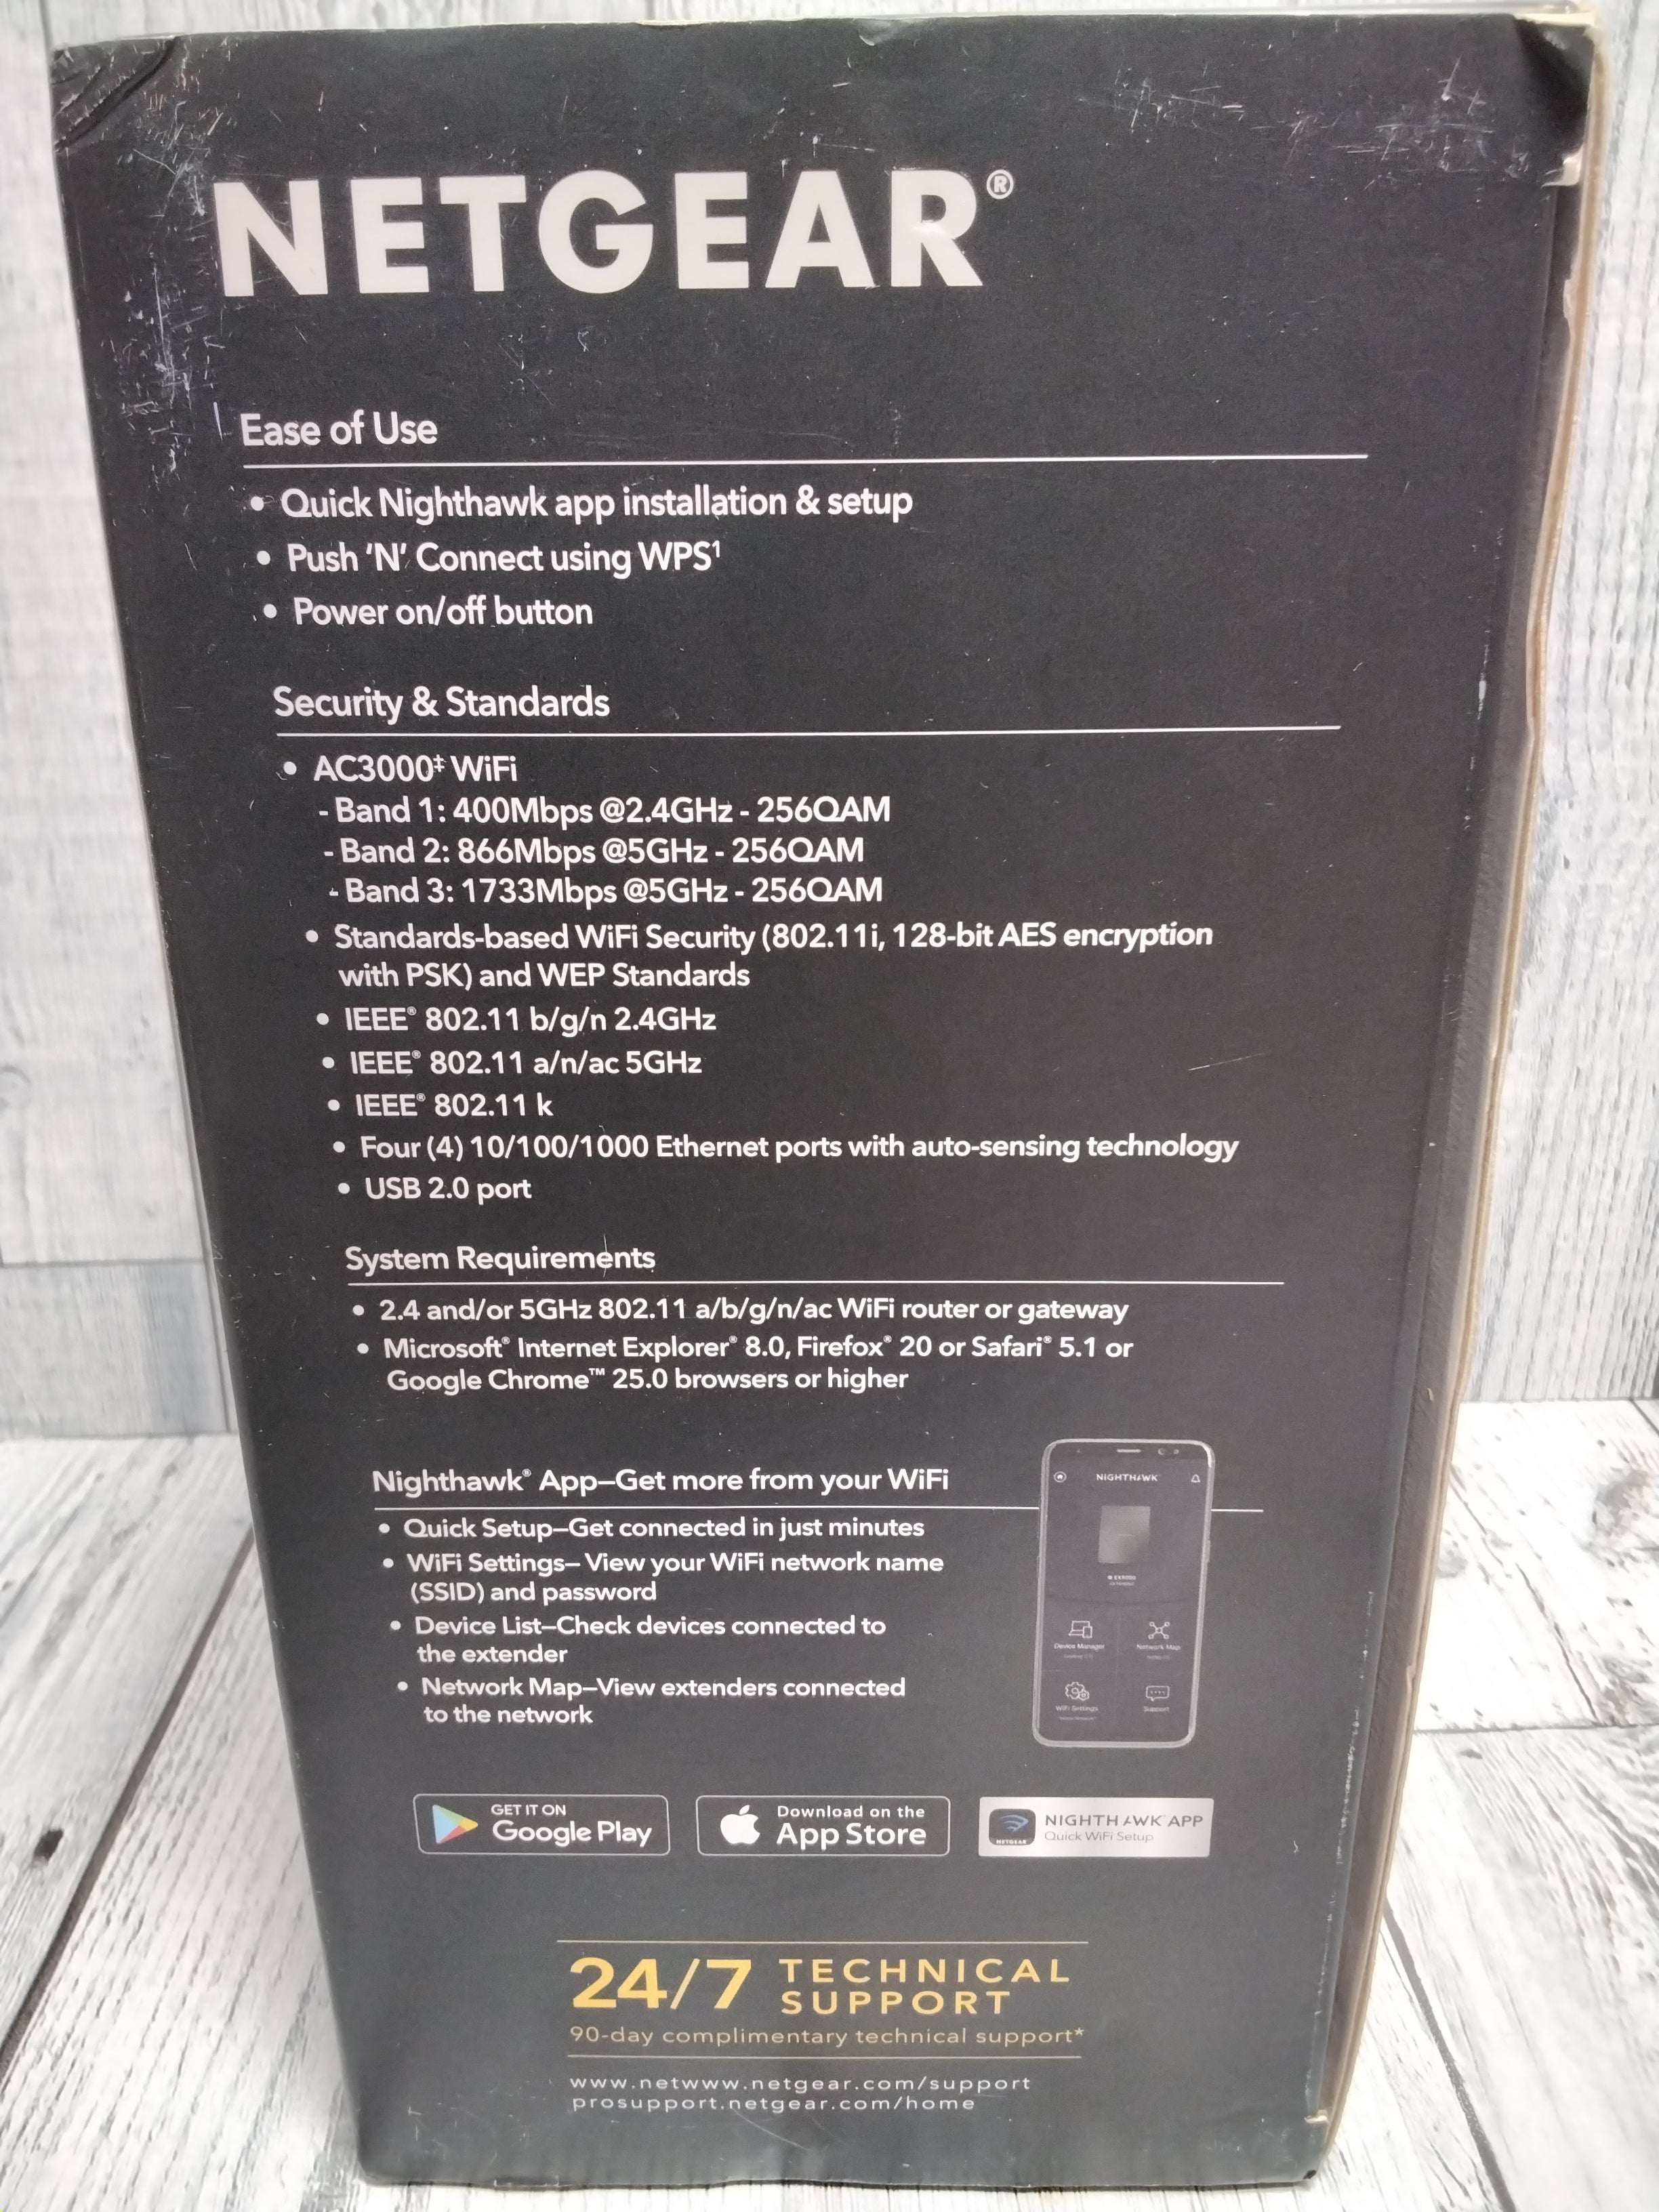 NETGEAR®
Ease of Use
• Quick Nighthawk app installation & setup
• Push 'N' Connect using WPS¹
• Power on/off button
Security & Standards
• AC3000‡ WiFi
- Band 1: 400Mbps @2.4GHz - 256QAM
- Band 2: 866Mbps @5GHz - 256QAM
- Band 3: 1733Mbps @5GHz - 256QAM
• Standards-based WiFi Security (802.11i, 128-bit AES encryption
with PSK) and WEP Standards
• IEEE® 802.11 b/g/n 2.4GHz
• IEEE® 802.11 a/n/ac 5GHz
• IEEE® 802.11 k
• Four (4) 10/100/1000 Ethernet ports with auto-sensing technology
• USB 2.0 port
System Requirements
• 2.4 and/or 5GHz 802.11 a/b/g/n/ac WiFi router or gateway
• Microsoft® Internet Explorer® 8.0, Firefox® 20 or Safari® 5.1 or
Google Chrome™ 25.0 browsers or higher
Nighthawk® App—Get more from your WiFi
• Quick Setup—Get connected in just minutes
• WiFi Settings— View your WiFi network name
(SSID) and password
• Device List—Check devices connected to
the extender
• Network Map—View extenders connected
to the network
NIGHTHAWK
Device Manager
Network Map
WiFi Settings
Support
GET IT ON
Google Play
Download on the
App Store
NETGEAR
NIGHTHAWK APP
Quick WiFi Setup
24/7 TECHNICAL
SUPPORT
90-day complimentary technical support*
www.netwww.netgear.com/support
prosupport.netgear.com/home